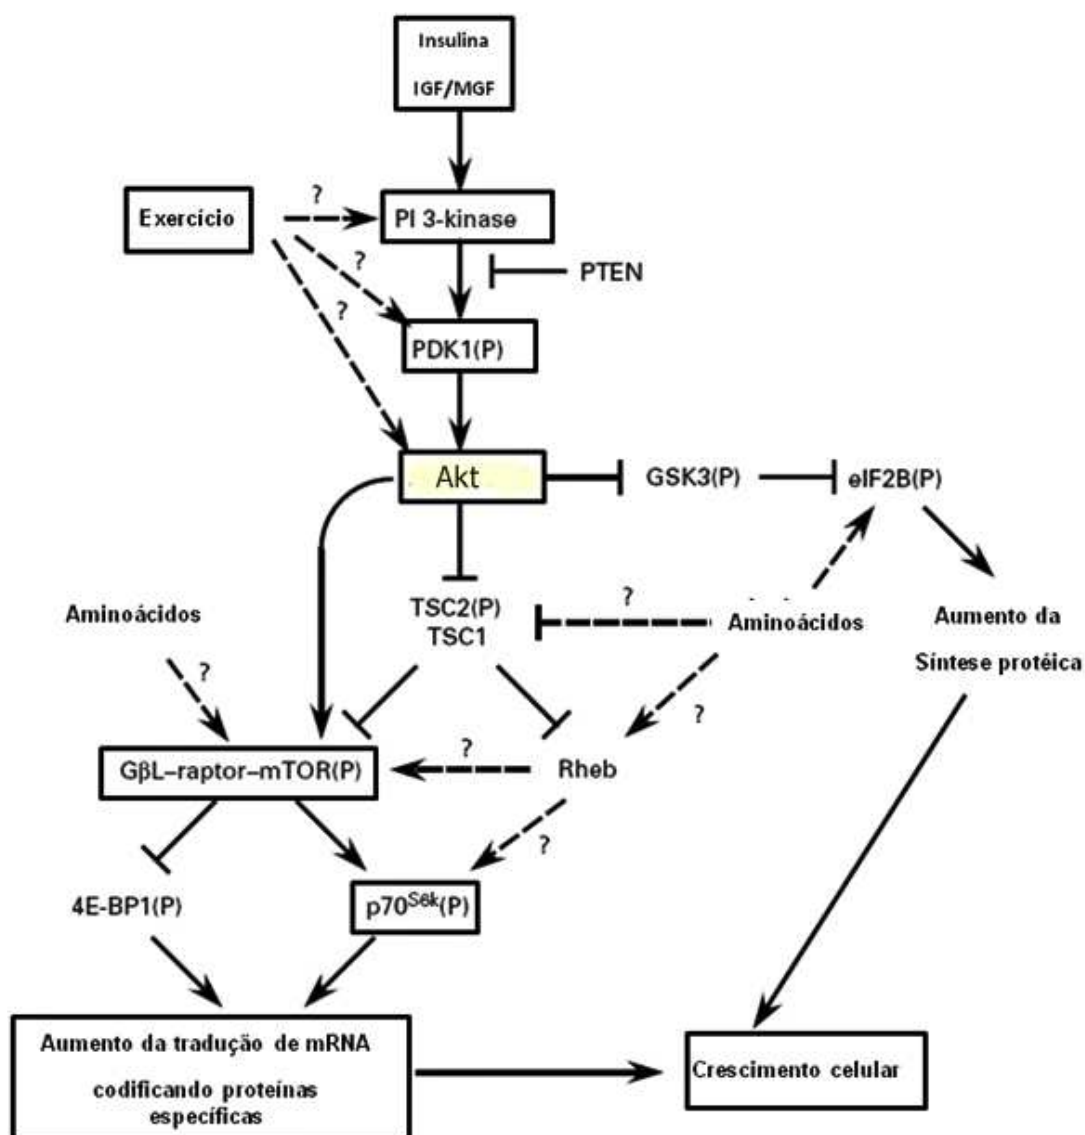 Insulina
IGF/MGF
Exercício
?
PI 3-kinase
?
PTEN
?
PDK1(P)
Akt
GSK3(P)
eIF2B(P)
Aminoácidos
TSC2(P)
TSC1
?
Aminoácidos
Aumento da
Síntese protéica
?
?
GβL–raptor–mTOR(P)
?
Rheb
?
4E-BP1(P)
p70S6k(P)
Aumento da tradução de mRNA
codificando proteínas
específicas
Crescimento celular